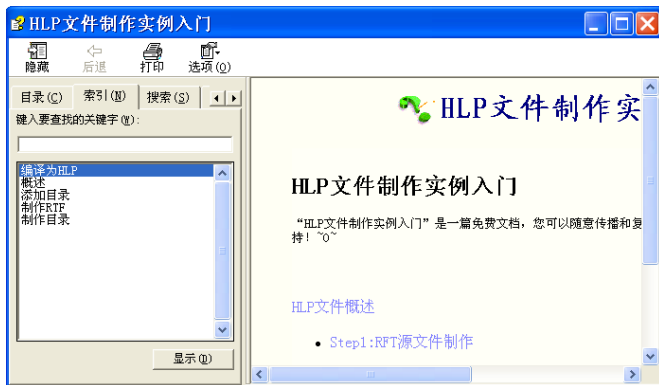 HLP文件制作实例入门
隐藏
后退
打印
选项(O)
目录(C)
索引(N)
搜索(S)
键入要查找的关键字(W):
编译为HLP
概述
添加目录
制作RTF
制作目录
显示(D)
HLP文件制作实
HLP文件制作实例入门
“HLP文件制作实例入门”是一篇免费文档，您可以随意传播和复
持！~0~
HLP文件概述
Step1:RFT源文件制作